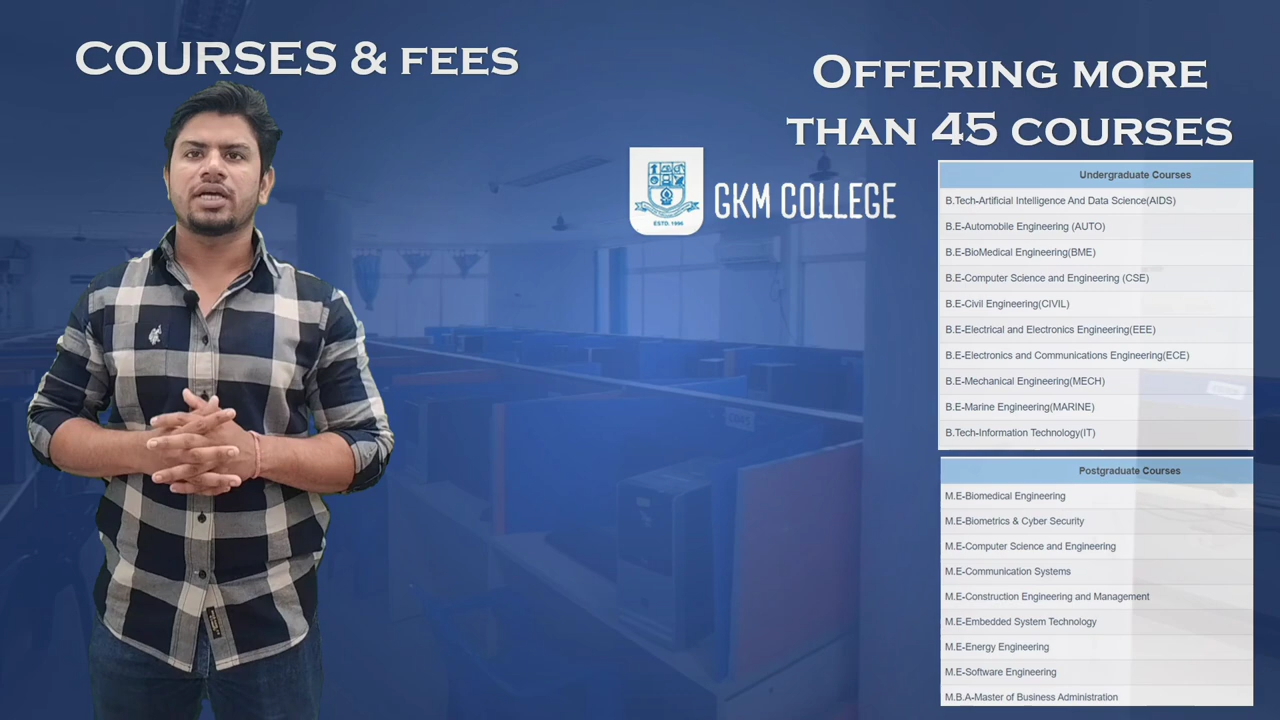 COURSES & FEES
OFFERING MORE
THAN 45 COURSES
GKM COLLEGE
ESTD. 1996
Undergraduate Courses
B.Tech-Artificial Intelligence And Data Science(AIDS)
B.E-Automobile Engineering (AUTO)
B.E-BioMedical Engineering(BME)
B.E-Computer Science and Engineering (CSE)
B.E-Civil Engineering(CIVIL)
B.E-Electrical and Electronics Engineering(EEE)
B.E-Electronics and Communications Engineering(ECE)
B.E-Mechanical Engineering(MECH)
B.E-Marine Engineering(MARINE)
B.Tech-Information Technology(IT)
Postgraduate Courses
M.E-Biomedical Engineering
M.E-Biometrics & Cyber Security
M.E-Computer Science and Engineering
M.E-Communication Systems
M.E-Construction Engineering and Management
M.E-Embedded System Technology
M.E-Energy Engineering
M.E-Software Engineering
M.B.A-Master of Business Administration